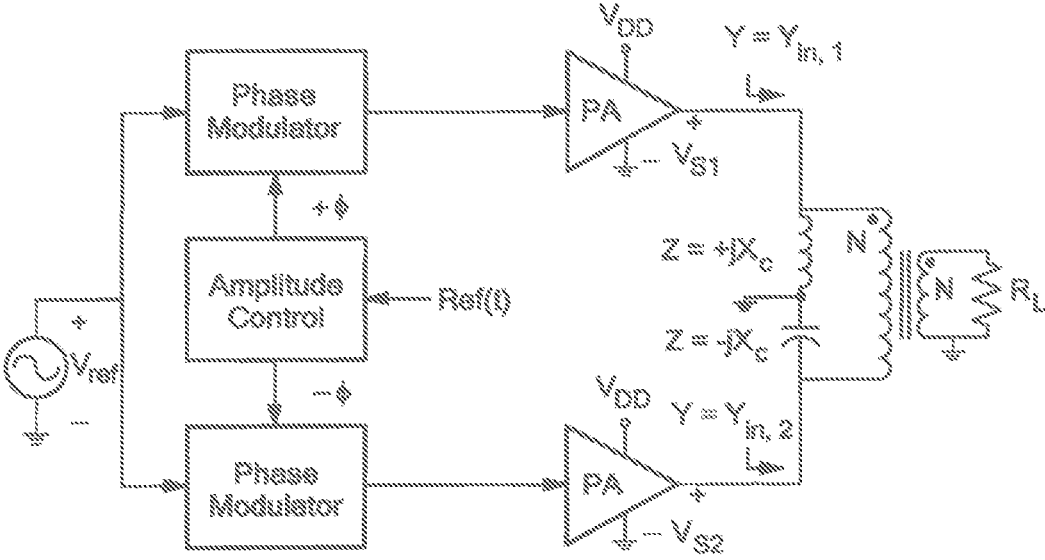 V_DD
Y = Y_in, 1
Phase
Modulator
PA
+
− V_S1
+ ϕ
Z = +jX_c
N
Amplitude
Control
Ref(t)
N
R_L
+
V_ref
−
Z = -jX_c
− ϕ
V_DD
Y = Y_in, 2
Phase
Modulator
PA
+
− V_S2